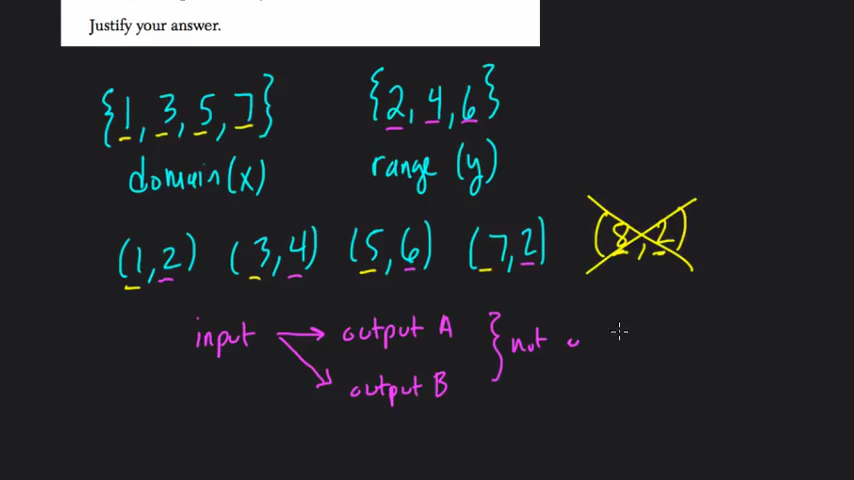 Justify your answer.
{1, 3, 5, 7} {2, 4, 6}
domain(x) range (y)
(1,2) (3,4) (5,6) (7,2) (8,2)
input → output A } not a
output B